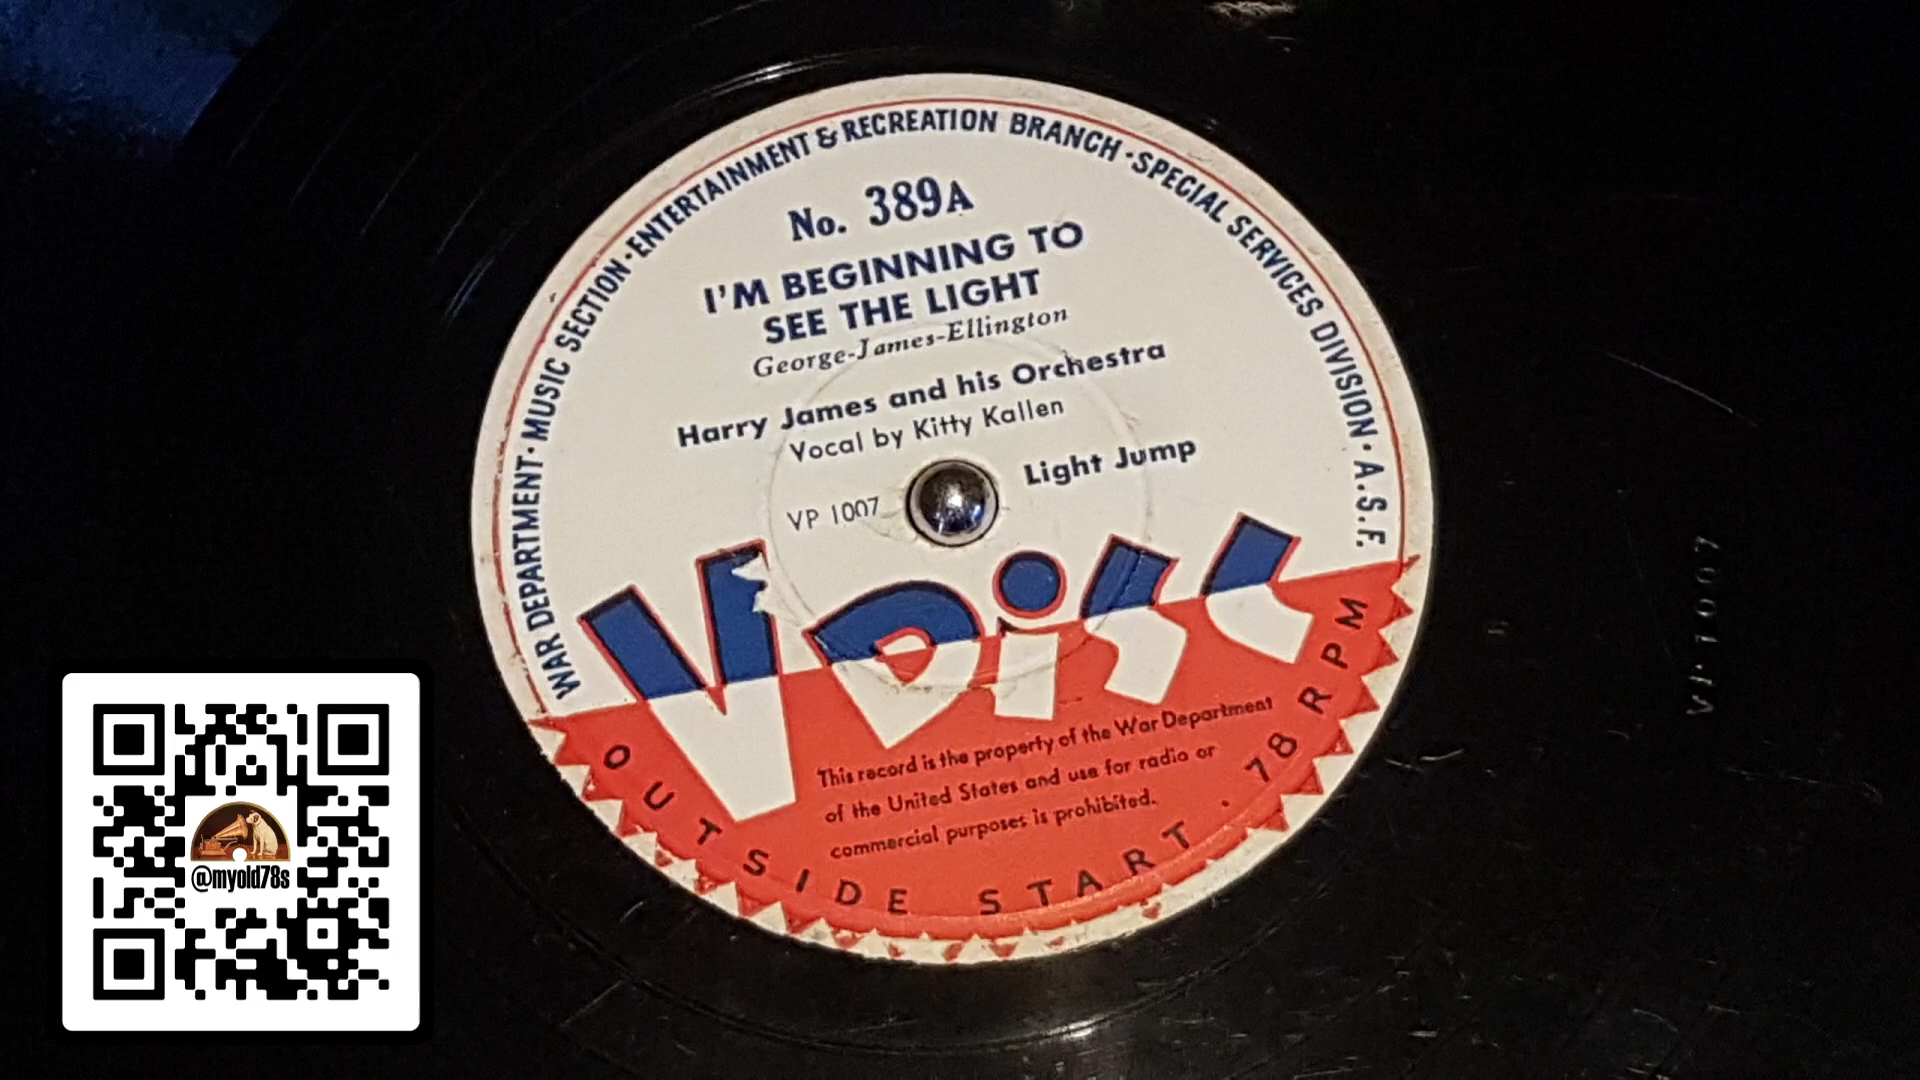 WAR DEPARTMENT · MUSIC SECTION · ENTERTAINMENT & RECREATION BRANCH · SPECIAL SERVICES DIVISION · A.S.F.
No. 389A
I'M BEGINNING TO
SEE THE LIGHT
George-James-Ellington
Harry James and his Orchestra
Vocal by Kitty Kallen
Light Jump
VP 1007
V Disc
This record is the property of the War Department
of the United States and use for radio or
commercial purposes is prohibited.
OUTSIDE START · 78 RPM
VP 1007
@myold78s